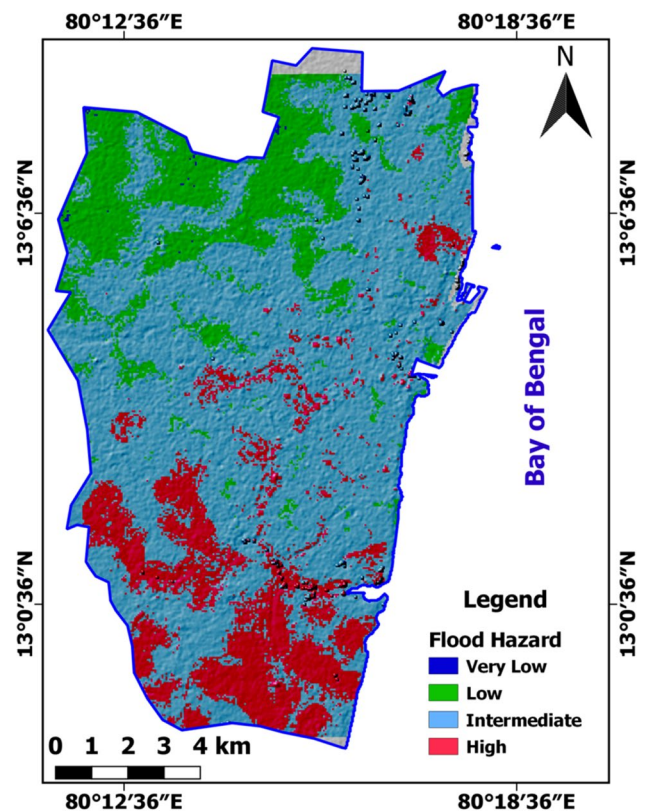 80°12′36″E 80°18′36″E
N
13°6′36″N 13°6′36″N
Bay of Bengal
13°0′36″N 13°0′36″N
Legend
Flood Hazard
Very Low
Low
Intermediate
High
0 1 2 3 4 km
80°12′36″E 80°18′36″E